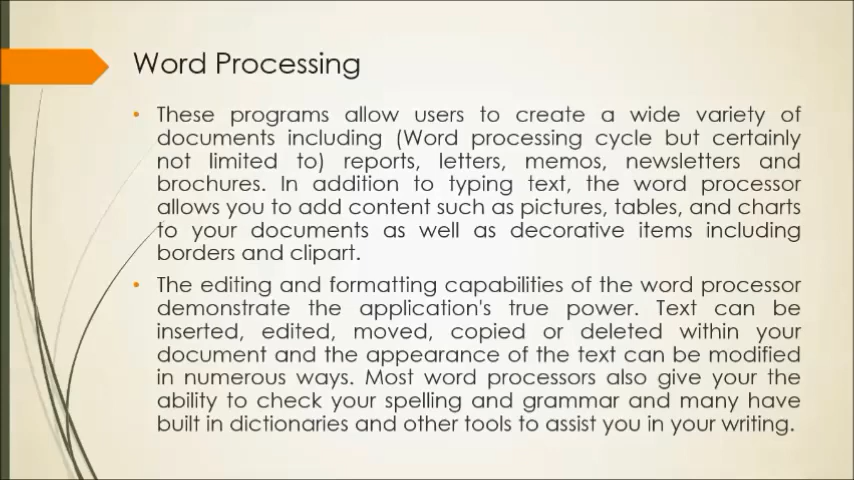 Word Processing
• These programs allow users to create a wide variety of
documents including (Word processing cycle but certainly
not limited to) reports, letters, memos, newsletters and
brochures. In addition to typing text, the word processor
allows you to add content such as pictures, tables, and charts
to your documents as well as decorative items including
borders and clipart.
• The editing and formatting capabilities of the word processor
demonstrate the application's true power. Text can be
inserted, edited, moved, copied or deleted within your
document and the appearance of the text can be modified
in numerous ways. Most word processors also give your the
ability to check your spelling and grammar and many have
built in dictionaries and other tools to assist you in your writing.